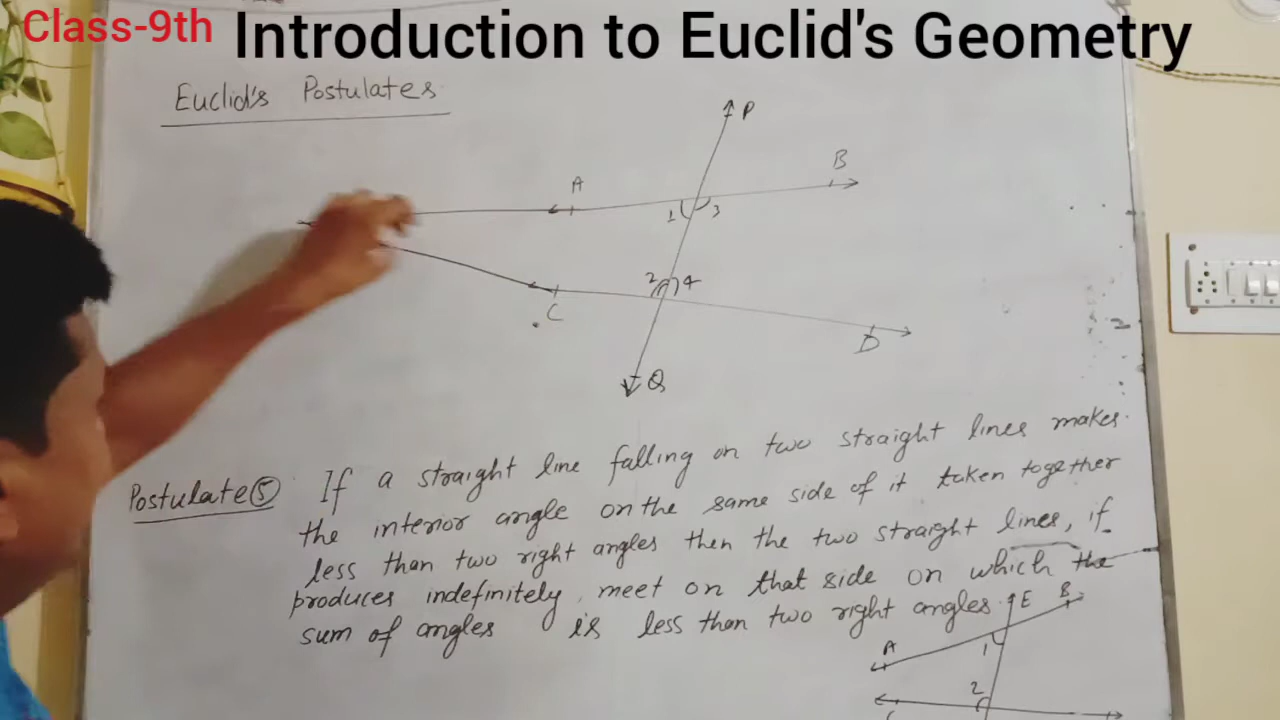 Class-9th Introduction to Euclid's Geometry
Euclid's Postulates
P
B
A
1 3
2 4
C
D
Q
Postulate 5 If a straight line falling on two straight lines makes
the interior angle on the same side of it taken together
less than two right angles then the two straight lines, if
produces indefinitely, meet on that side on which the
sum of angles is less than two right angles.
E B
A
1
2